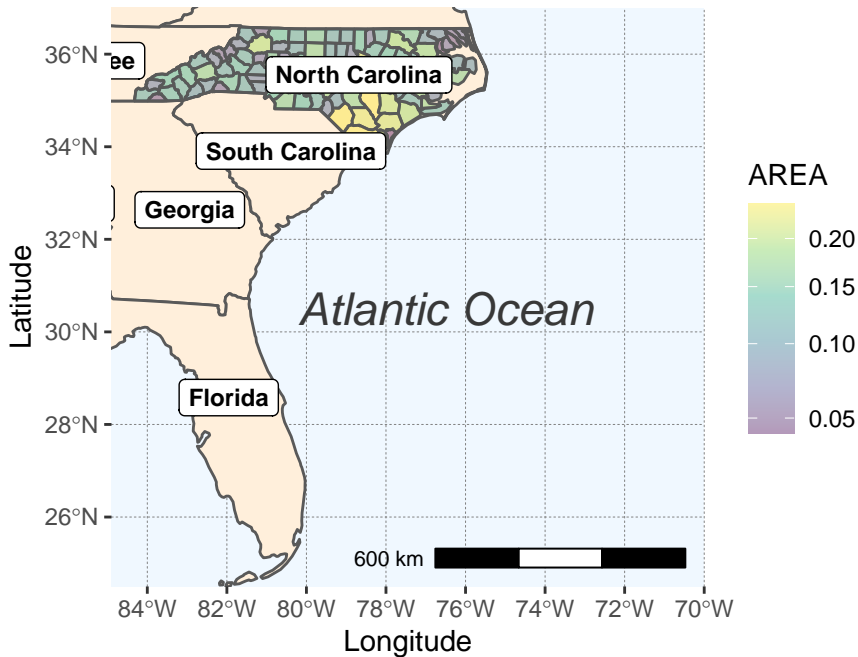 36°N
34°N
32°N
30°N
28°N
26°N
Latitude
ee
North Carolina
South Carolina
Georgia
Atlantic Ocean
Florida
600 km
84°W 82°W 80°W 78°W 76°W 74°W 72°W 70°W
Longitude
AREA
0.20
0.15
0.10
0.05